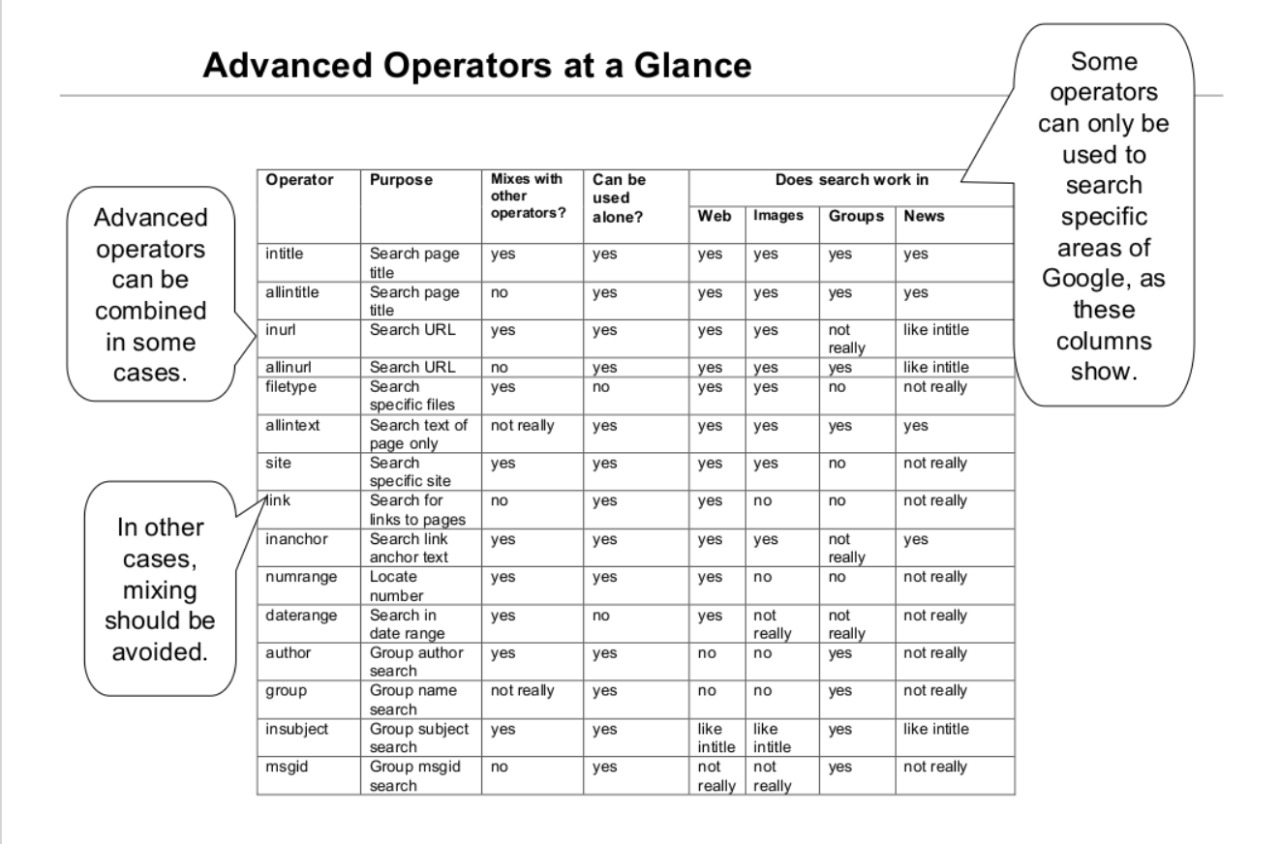 Advanced Operators at a Glance
Some
operators
can only be
used to
search
specific
areas of
Google, as
these
columns
show.
Advanced
operators
can be
combined
in some
cases.
In other
cases,
mixing
should be
avoided.
Operator Purpose Mixes with other operators? Can be used alone? Does search work in
Web Images Groups News
intitle Search page title yes yes yes yes yes yes
allintitle Search page title no yes yes yes yes yes
inurl Search URL yes yes yes yes not really like intitle
allinurl Search URL no yes yes yes yes like intitle
filetype Search specific files yes no yes yes no not really
allintext Search text of page only not really yes yes yes yes yes
site Search specific site yes yes yes yes no not really
link Search for links to pages no yes yes no no not really
inanchor Search link anchor text yes yes yes yes not really yes
numrange Locate number yes yes yes no no not really
daterange Search in date range yes no yes not really not really not really
author Group author search yes yes no no yes not really
group Group name search not really yes no no yes not really
insubject Group subject search yes yes like intitle like intitle yes like intitle
msgid Group msgid search no yes not really not really yes not really